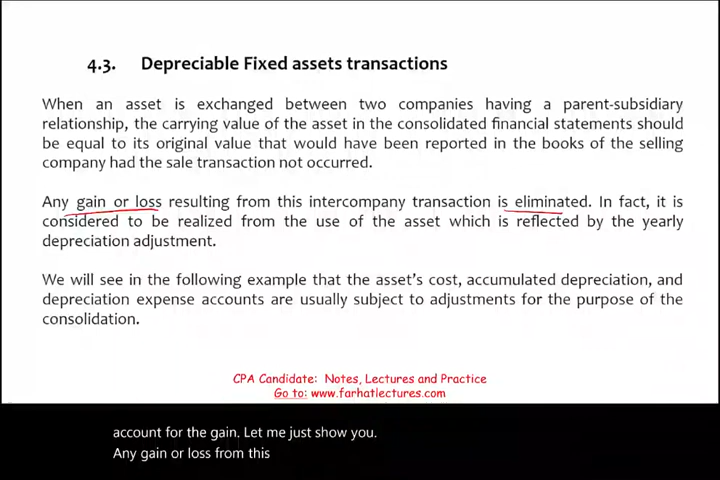 4.3. Depreciable Fixed assets transactions
When an asset is exchanged between two companies having a parent-subsidiary
relationship, the carrying value of the asset in the consolidated financial statements should
be equal to its original value that would have been reported in the books of the selling
company had the sale transaction not occurred.
Any gain or loss resulting from this intercompany transaction is eliminated. In fact, it is
considered to be realized from the use of the asset which is reflected by the yearly
depreciation adjustment.
We will see in the following example that the asset's cost, accumulated depreciation, and
depreciation expense accounts are usually subject to adjustments for the purpose of the
consolidation.
CPA Candidate: Notes, Lectures and Practice
Go to: www.farhatlectures.com
account for the gain. Let me just show you.
Any gain or loss from this